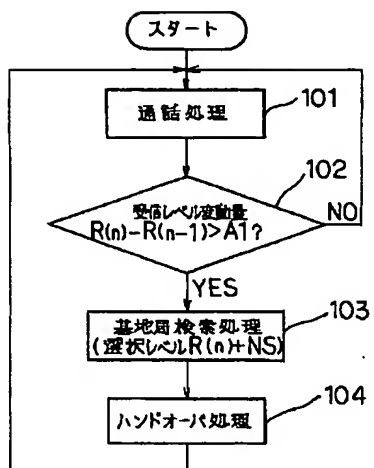 スタート
通話処理
101
102
受信レベル変動量
R(n)-R(n-1)>A1?
NO
YES
基地局検索処理
(選択レベルR(n)+NS)
103
ハンドオーバ処理
104